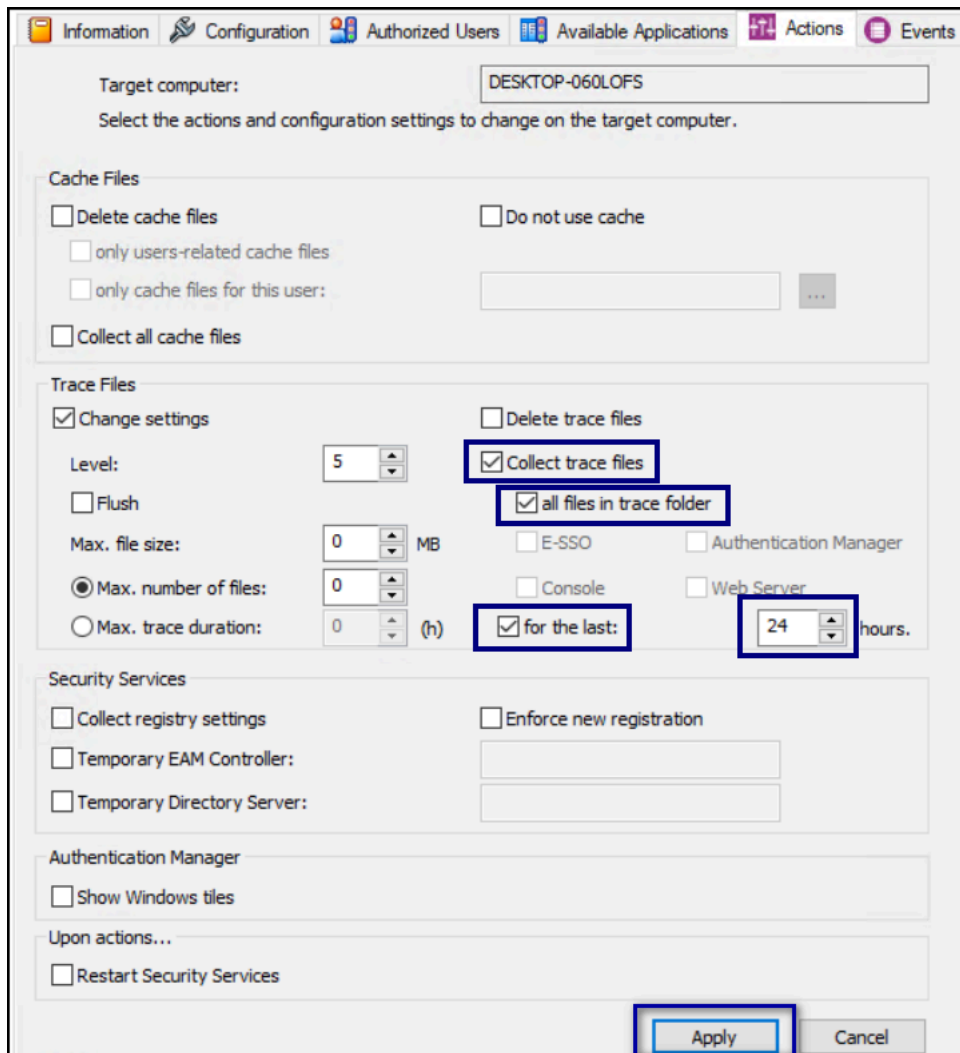 Information Configuration Authorized Users Available Applications Actions Events
Target computer: DESKTOP-060LOFS
Select the actions and configuration settings to change on the target computer.
Cache Files
Delete cache files Do not use cache
only users-related cache files
only cache files for this user: ...
Collect all cache files
Trace Files
Change settings Delete trace files
Level: 5 Collect trace files
Flush all files in trace folder
Max. file size: 0 MB E-SSO Authentication Manager
Max. number of files: 0 Console Web Server
Max. trace duration: 0 (h) for the last: 24 hours.
Security Services
Collect registry settings Enforce new registration
Temporary EAM Controller:
Temporary Directory Server:
Authentication Manager
Show Windows tiles
Upon actions...
Restart Security Services
Apply Cancel